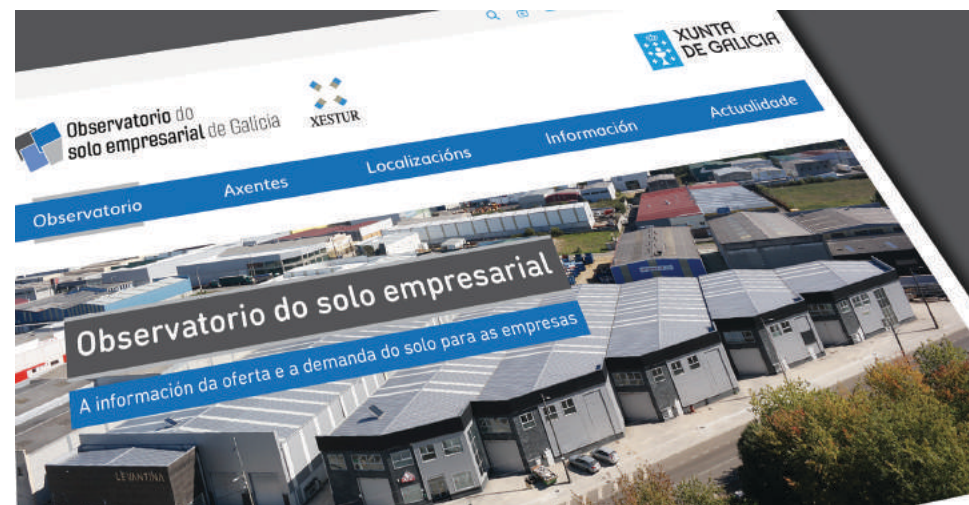 XUNTA
DE GALICIA
Observatorio do
solo empresarial de Galicia
XESTUR
Observatorio
Axentes
Localizacións
Información
Actualidade
Observatorio do solo empresarial
A información da oferta e a demanda do solo para as empresas
LEVANTINA